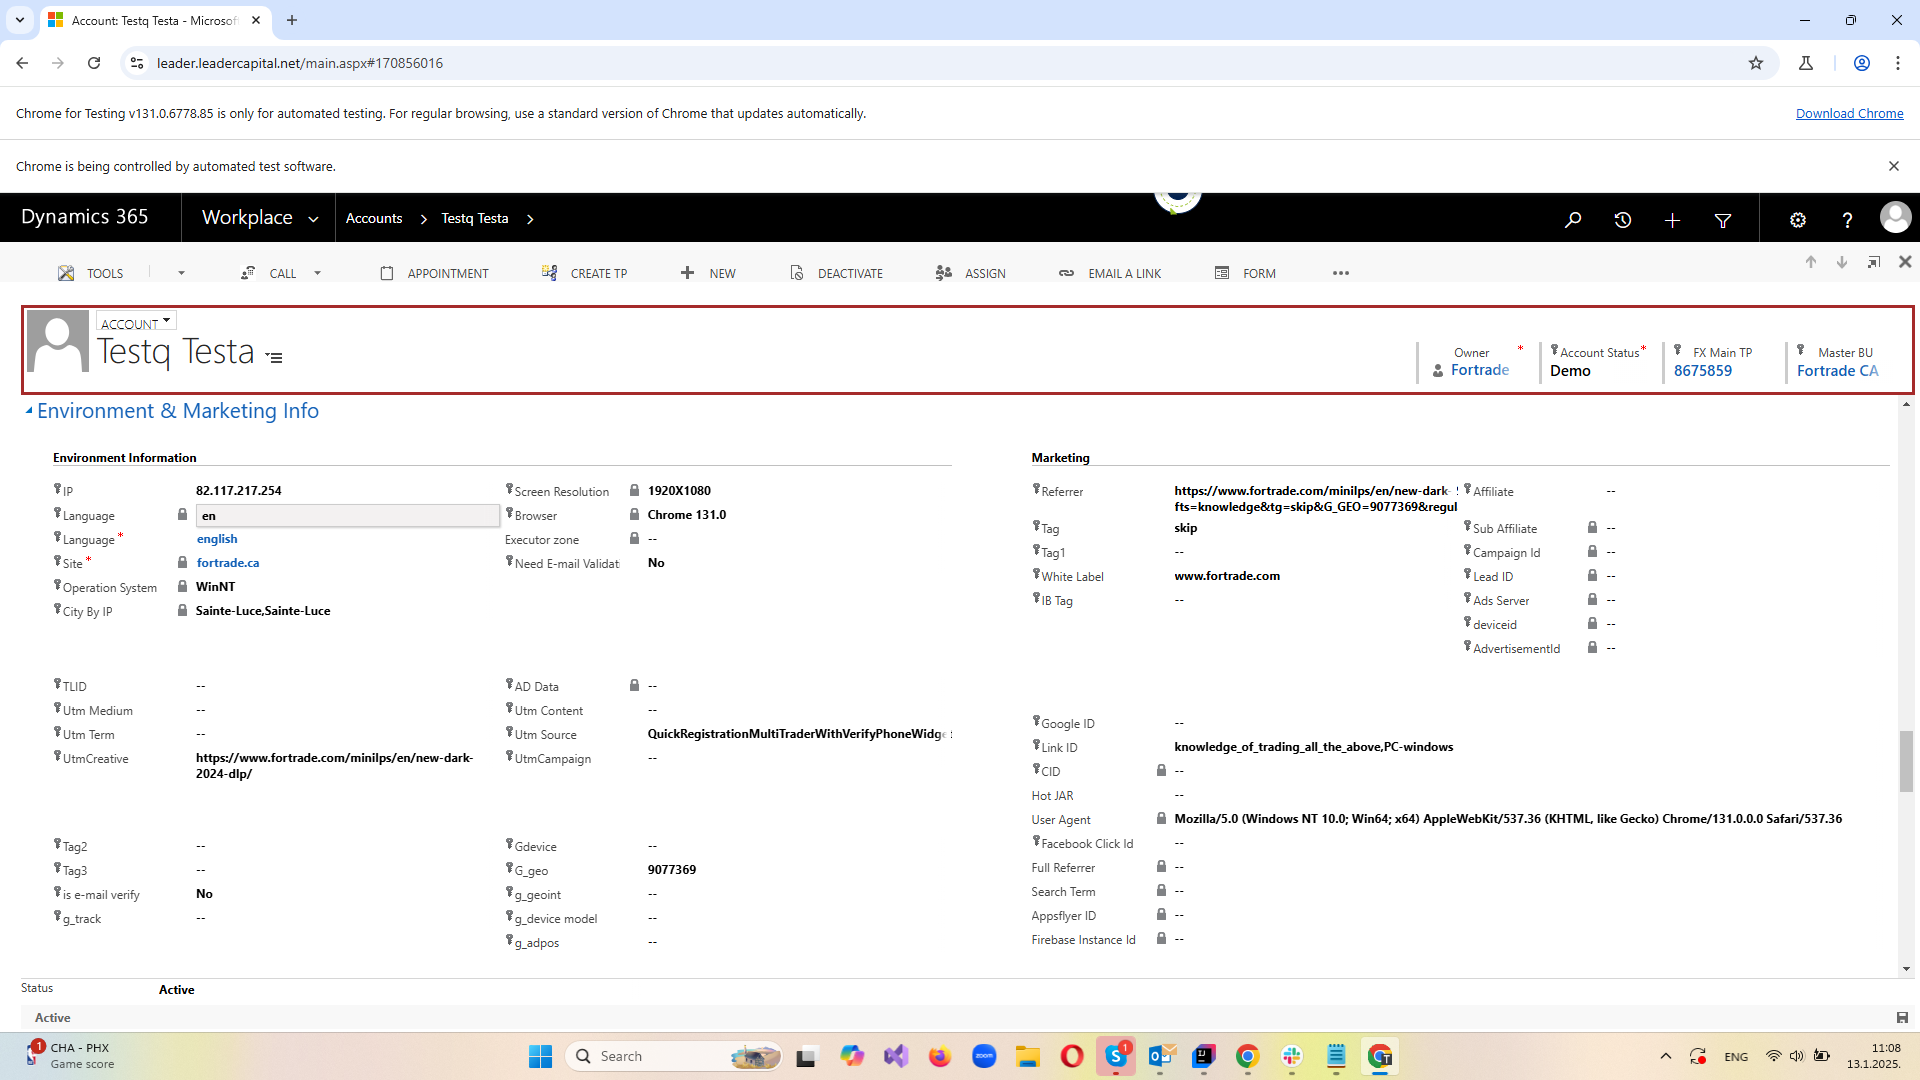 Account: Testq Testa - Microsof
leader.leadercapital.net/main.aspx#170856016
Chrome for Testing v131.0.6778.85 is only for automated testing. For regular browsing, use a standard version of Chrome that updates automatically.
Download Chrome
Chrome is being controlled by automated test software.
Dynamics 365
Workplace
Accounts
Testq Testa
TOOLS
CALL
APPOINTMENT
CREATE TP
NEW
DEACTIVATE
ASSIGN
EMAIL A LINK
FORM
ACCOUNT
Testq Testa
Owner *
Fortrade
Account Status *
Demo
FX Main TP
8675859
Master BU
Fortrade CA
Environment & Marketing Info
Environment Information
IP 82.117.217.254
Language en
Language * english
Site * fortrade.ca
Operation System WinNT
City By IP Sainte-Luce,Sainte-Luce
Screen Resolution 1920X1080
Browser Chrome 131.0
Executor zone --
Need E-mail Validat No
TLID --
Utm Medium --
Utm Term --
UtmCreative https://www.fortrade.com/minilps/en/new-dark-
2024-dlp/
AD Data --
Utm Content --
Utm Source QuickRegistrationMultiTraderWithVerifyPhoneWidge
UtmCampaign --
Tag2 --
Tag3 --
is e-mail verify No
g_track --
Gdevice --
G_geo 9077369
g_geoint --
g_device model --
g_adpos --
Marketing
Referrer https://www.fortrade.com/minilps/en/new-dark-
fts=knowledge&tg=skip&G_GEO=9077369&regul
Tag skip
Tag1 --
White Label www.fortrade.com
IB Tag --
Affiliate --
Sub Affiliate --
Campaign Id --
Lead ID --
Ads Server --
deviceid --
AdvertisementId --
Google ID --
Link ID knowledge_of_trading_all_the_above,PC-windows
CID --
Hot JAR --
User Agent Mozilla/5.0 (Windows NT 10.0; Win64; x64) AppleWebKit/537.36 (KHTML, like Gecko) Chrome/131.0.0.0 Safari/537.36
Facebook Click Id --
Full Referrer --
Search Term --
Appsflyer ID --
Firebase Instance Id --
Status Active
Active
1
CHA - PHX
Game score
Search
zoom
1
ENG
11:08
13.1.2025.